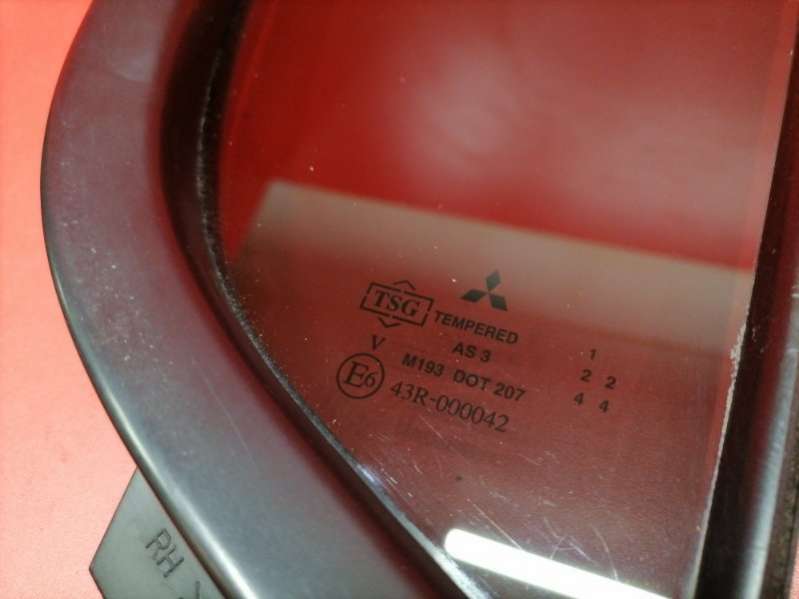 TSG TEMPERED 1
V AS 3 2 2
M193 DOT 207 4 4
E6 43R-000042
RH